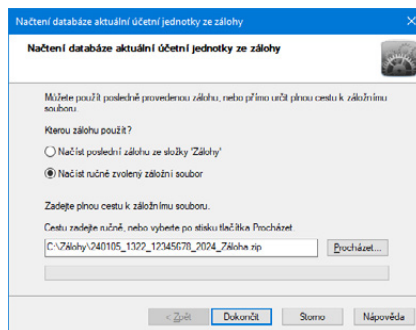 Načtení databáze aktuální účetní jednotky ze zálohy
Načtení databáze aktuální účetní jednotky ze zálohy
Můžete použít posledně provedenou zálohu, nebo přímo určit plnou cestu k záložnímu
souboru.
Kterou zálohu použít?
Načíst poslední zálohu ze složky 'Zálohy'
Načíst ručně zvolený záložní soubor
Zadejte plnou cestu k záložnímu souboru.
Cestu zadejte ručně, nebo vyberte po stisku tlačítka Procházet.
C:\Zálohy\240105_1322_12345678_2024_Záloha.zip
Procházet...
< Zpět
Dokončit
Storno
Nápověda